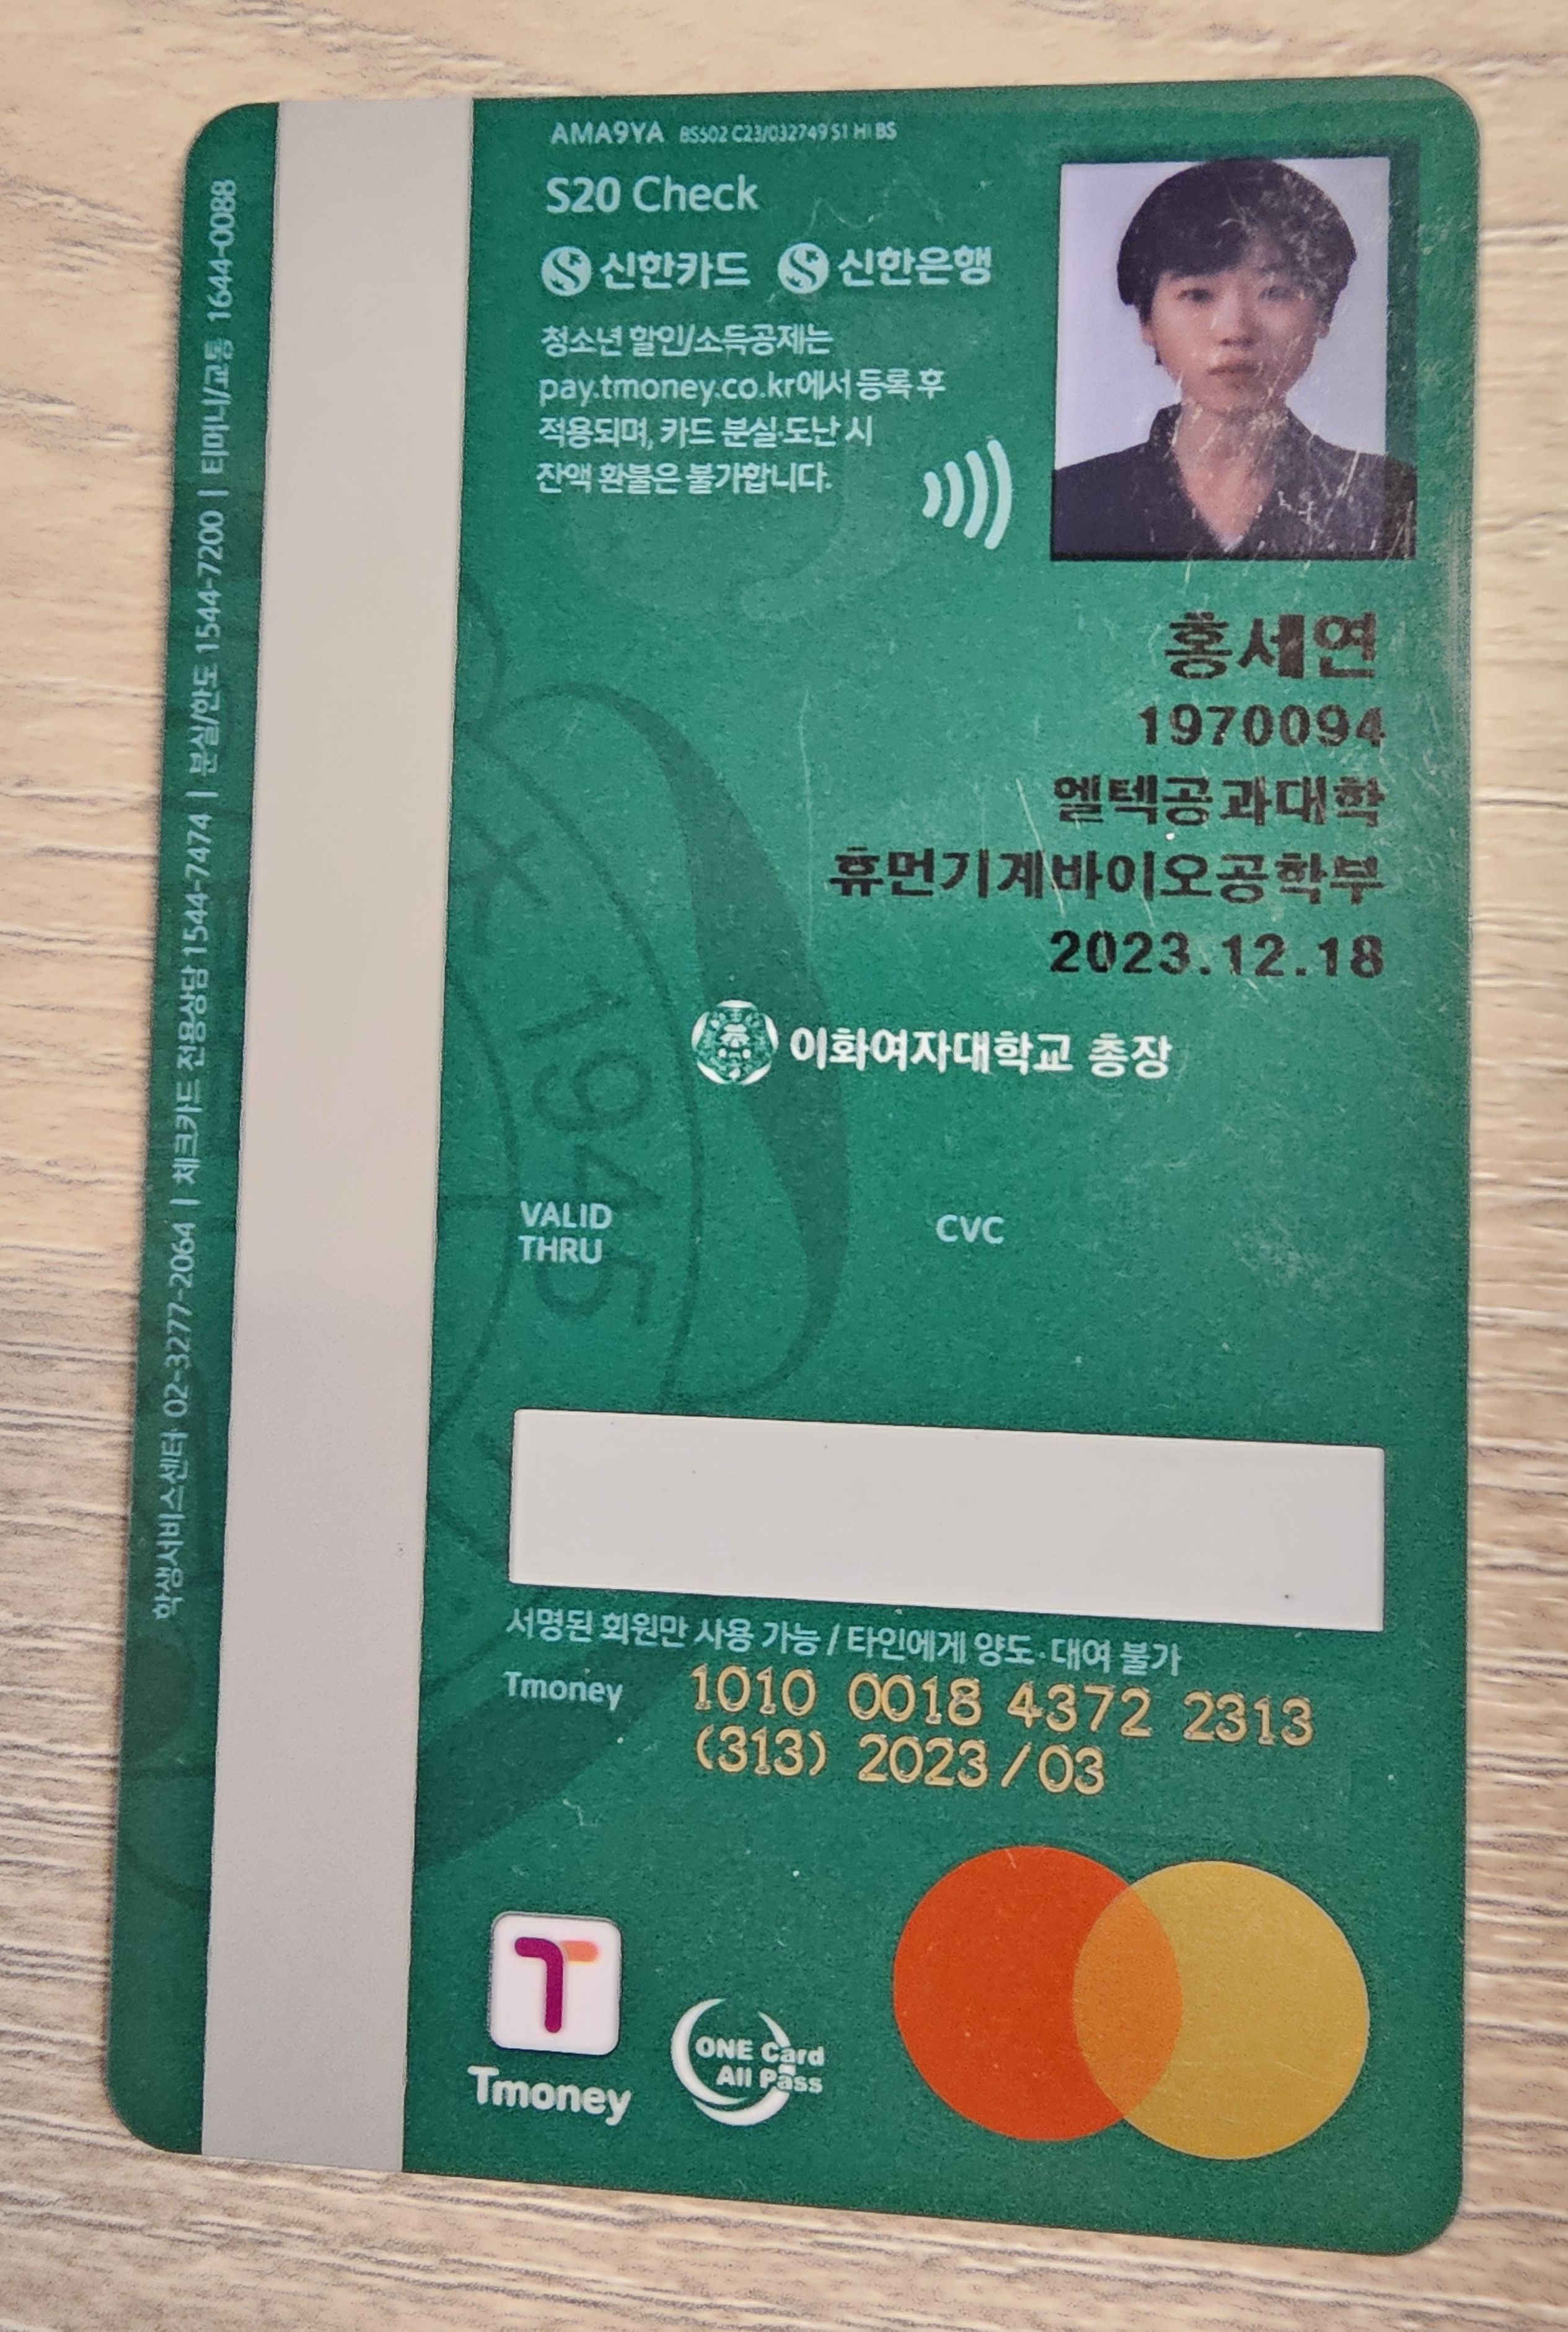 AMA9YA BS502 C23/032749 S1 HI BS
S20 Check
신한카드 신한은행
청소년 할인/소득공제는
pay.tmoney.co.kr에서 등록 후
적용되며, 카드 분실·도난 시
잔액 환불은 불가합니다.
홍세연
1970094
엘텍공과대학
휴먼기계바이오공학부
2023.12.18
이화여자대학교 총장
1945
VALID
THRU
CVC
서명된 회원만 사용 가능 / 타인에게 양도·대여 불가
Tmoney 1010 0018 4372 2313
(313) 2023/03
Tmoney
ONE Card
All Pass
학생서비스센터 02-3277-2064 | 체크카드전용상담 1544-7474 | 분실/한도 1544-7200 | 티머니/교통 1644-0088